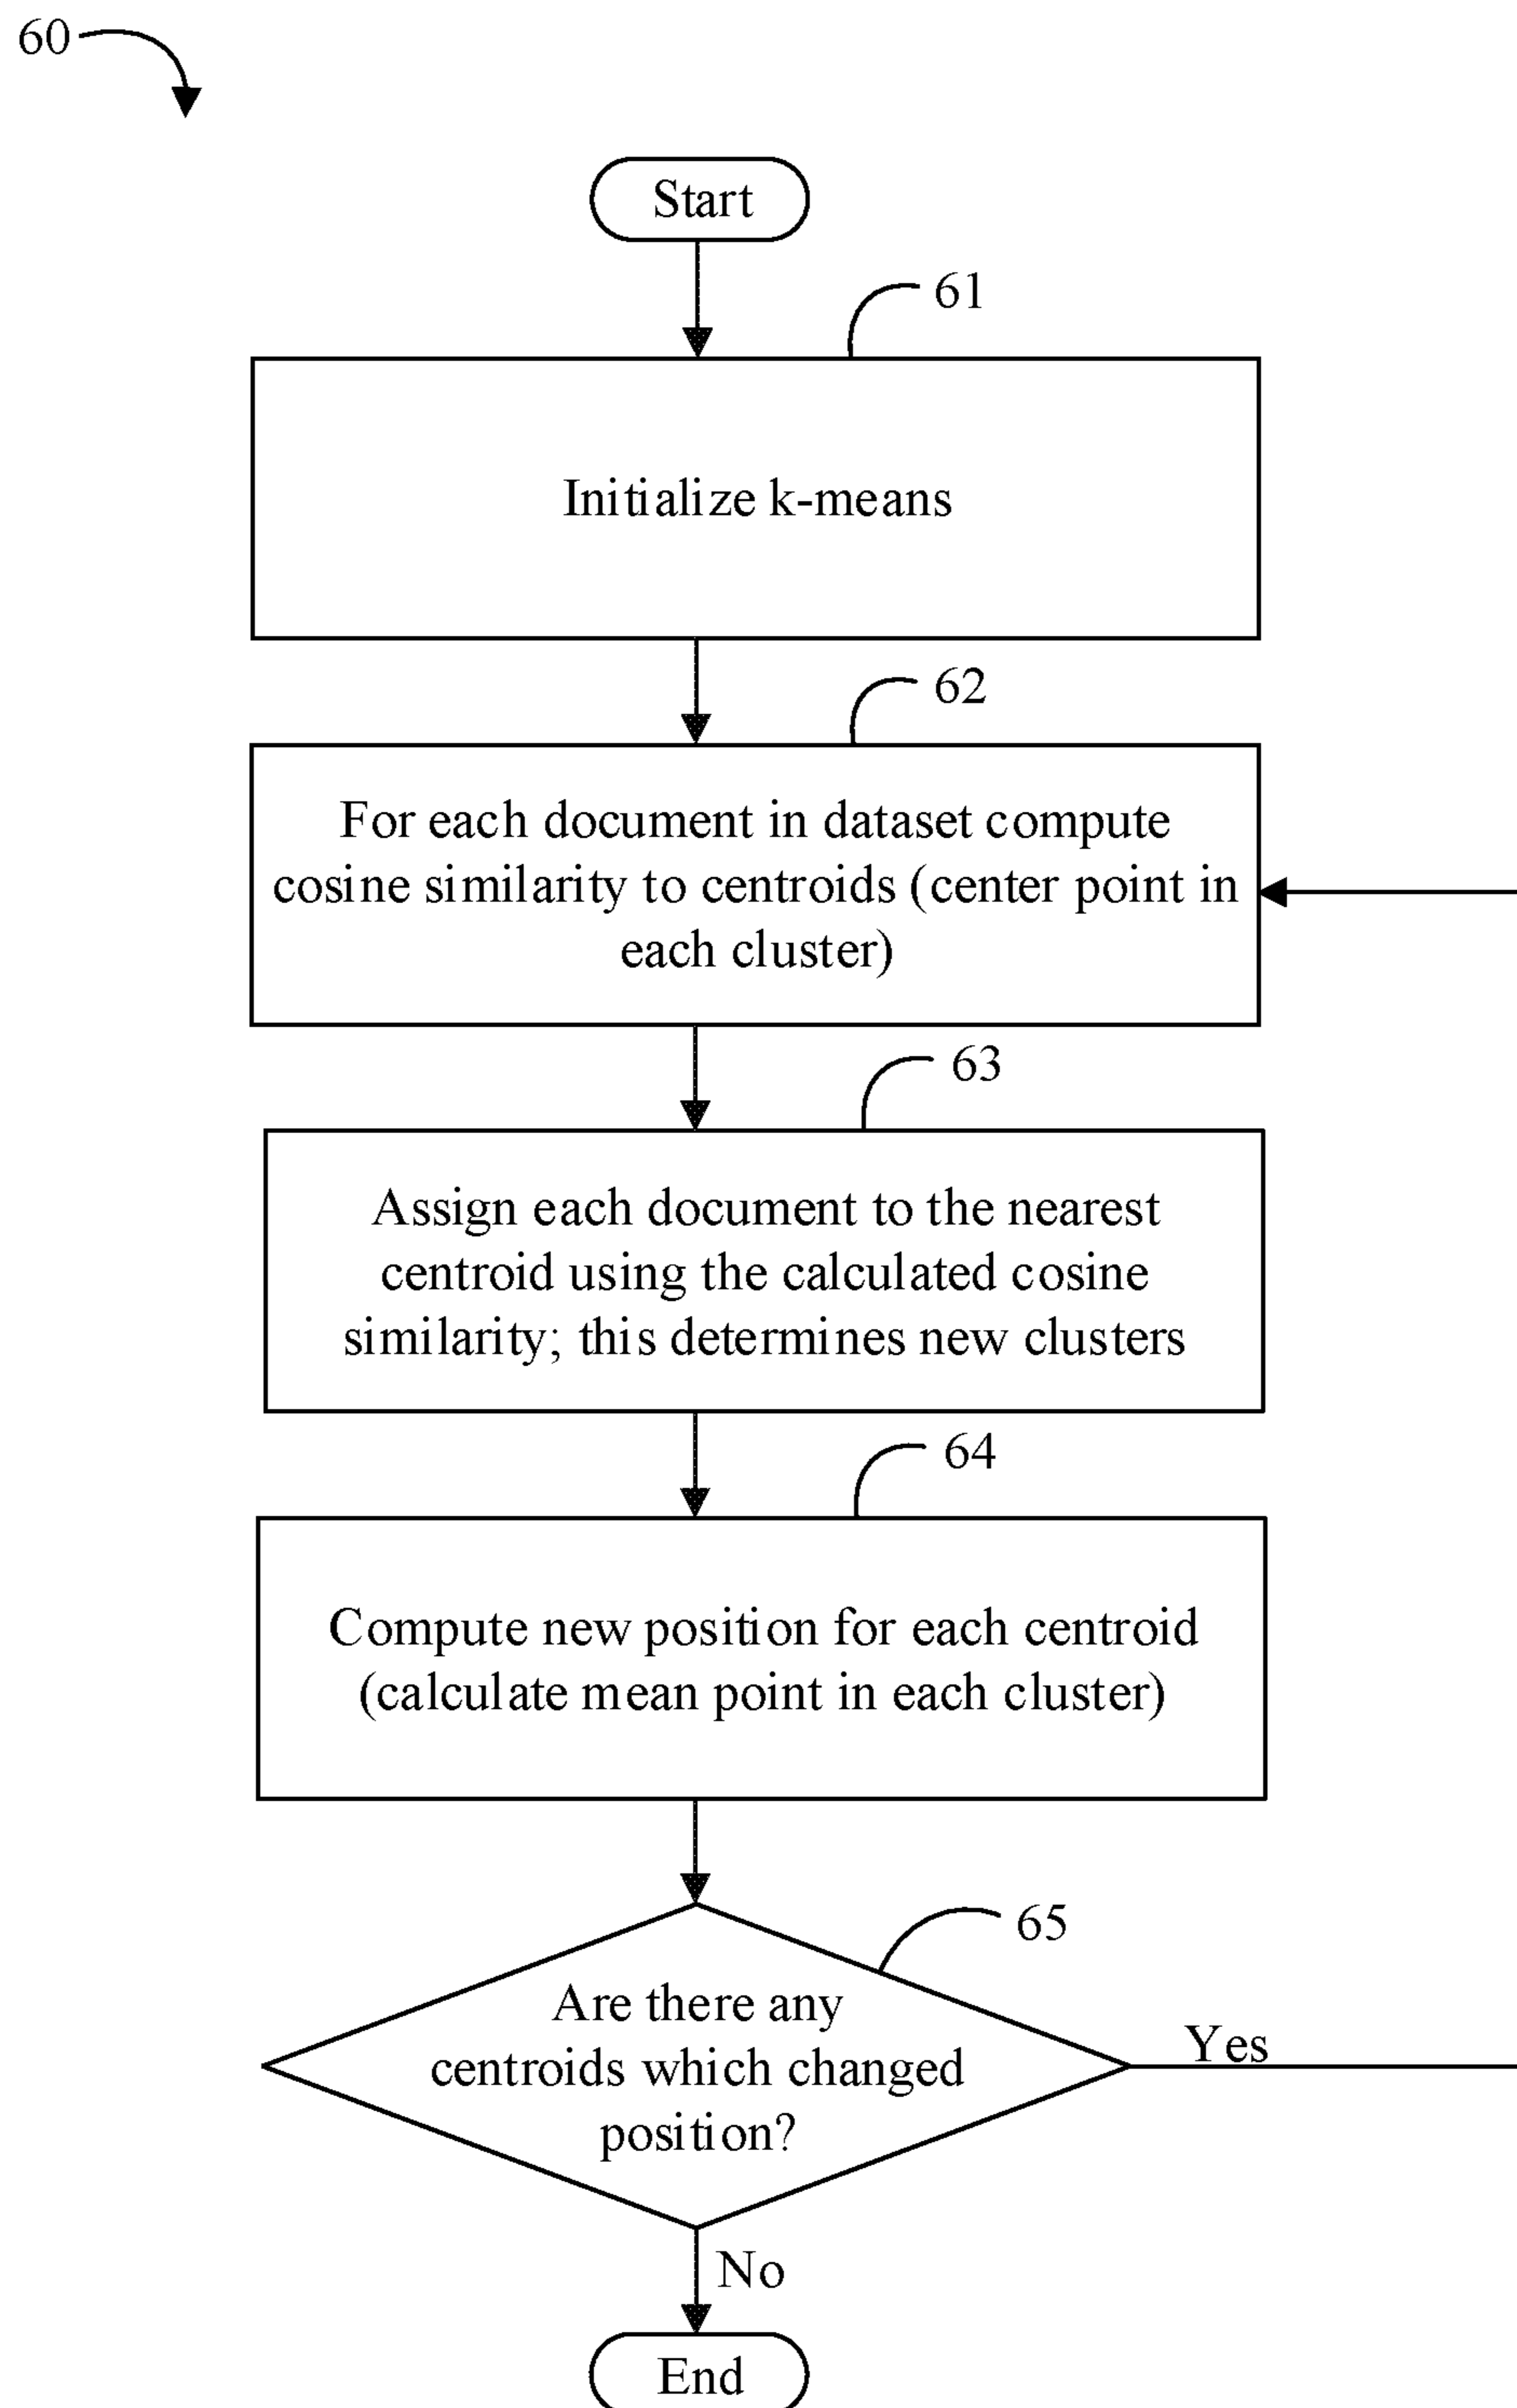 60
Start
61
Initialize k-means
62
For each document in dataset compute
cosine similarity to centroids (center point in
each cluster)
63
Assign each document to the nearest
centroid using the calculated cosine
similarity; this determines new clusters
64
Compute new position for each centroid
(calculate mean point in each cluster)
65
Are there any
centroids which changed
position?
Yes
No
End